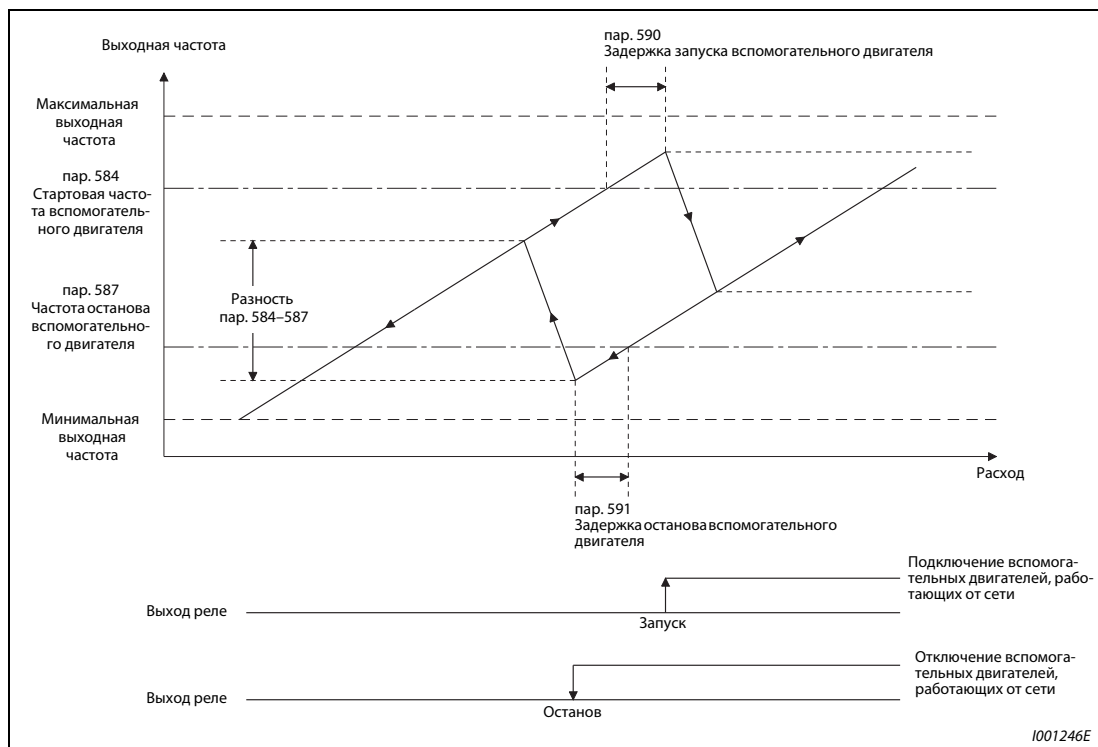 Выходная частота
пар. 590
Задержка запуска вспомогательного двигателя
Максимальная
выходная
частота
пар. 584
Стартовая часто-
та вспомогатель-
ного двигателя
пар. 587
Частота останова
вспомогательно-
го двигателя
Разность
пар. 584–587
Минимальная
выходная
частота
Расход
пар. 591
Задержка останова вспомогательного
двигателя
Подключение вспомога-
тельных двигателей, рабо-
тающих от сети
Выход реле
Запуск
Отключение вспомога-
тельных двигателей,
работающих от сети
Выход реле
Останов
I001246E